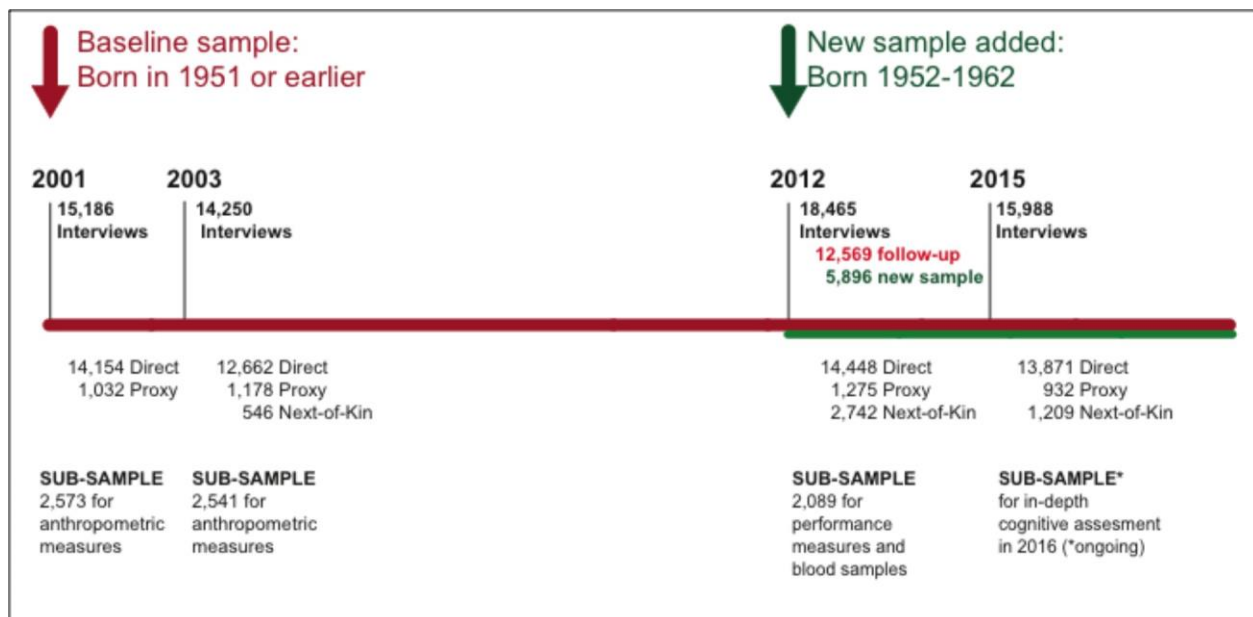 Baseline sample:
Born in 1951 or earlier
New sample added:
Born 1952-1962
2001
15,186
Interviews
2003
14,250
Interviews
2012
18,465
Interviews
12,569 follow-up
5,896 new sample
2015
15,988
Interviews
14,154 Direct
1,032 Proxy
12,662 Direct
1,178 Proxy
546 Next-of-Kin
14,448 Direct
1,275 Proxy
2,742 Next-of-Kin
13,871 Direct
932 Proxy
1,209 Next-of-Kin
SUB-SAMPLE
2,573 for
anthropometric
measures
SUB-SAMPLE
2,541 for
anthropometric
measures
SUB-SAMPLE
2,089 for
performance
measures and
blood samples
SUB-SAMPLE*
for in-depth
cognitive assesment
in 2016 (*ongoing)